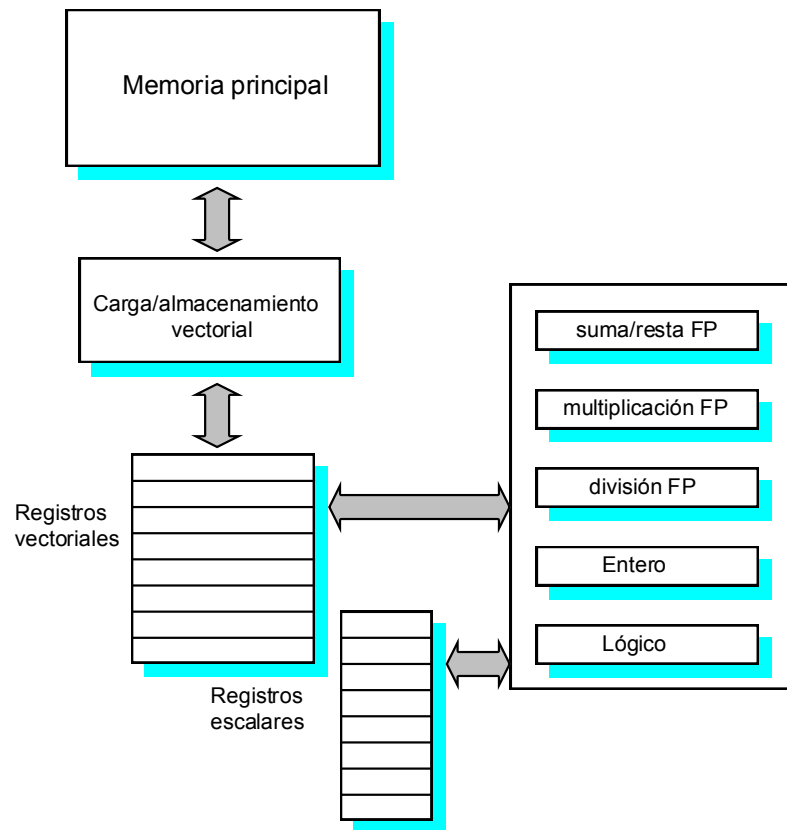 Memoria principal
Carga/almacenamiento
vectorial
suma/resta FP
multiplicación FP
división FP
Entero
Lógico
Registros
vectoriales
Registros
escalares